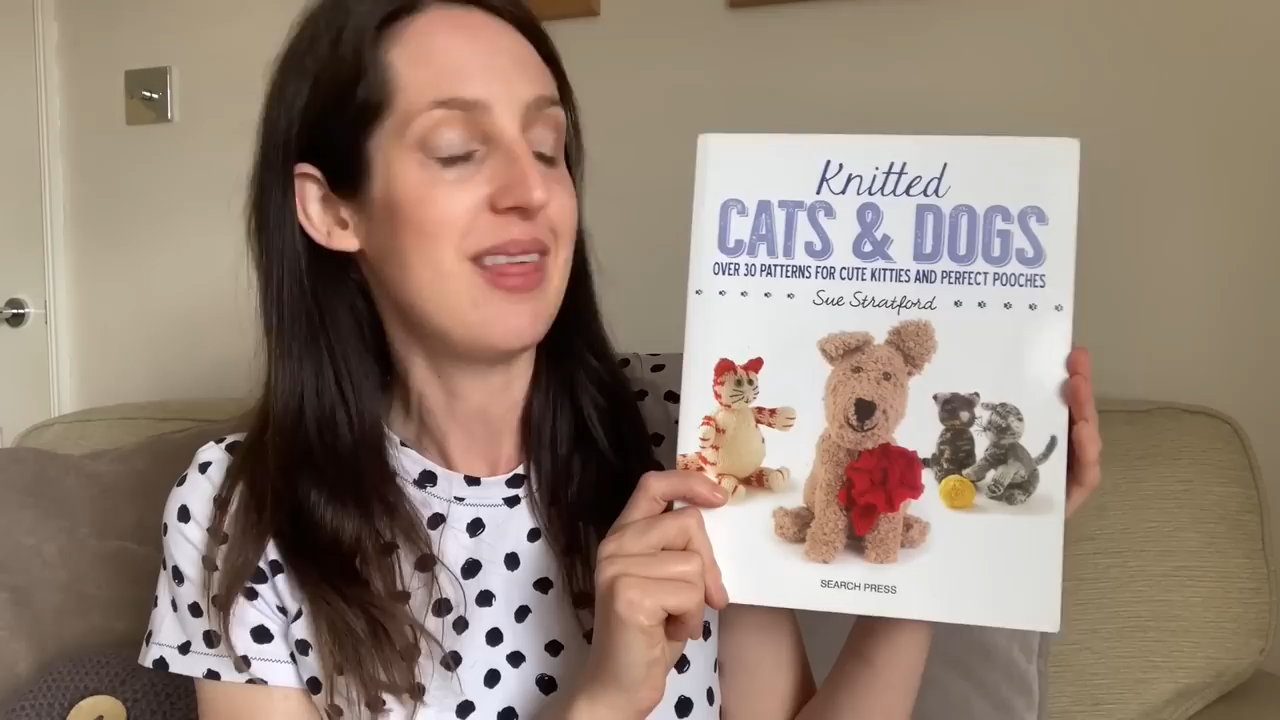 Knitted
CATS & DOGS
OVER 30 PATTERNS FOR CUTE KITTIES AND PERFECT POOCHES
Sue Stratford
SEARCH PRESS